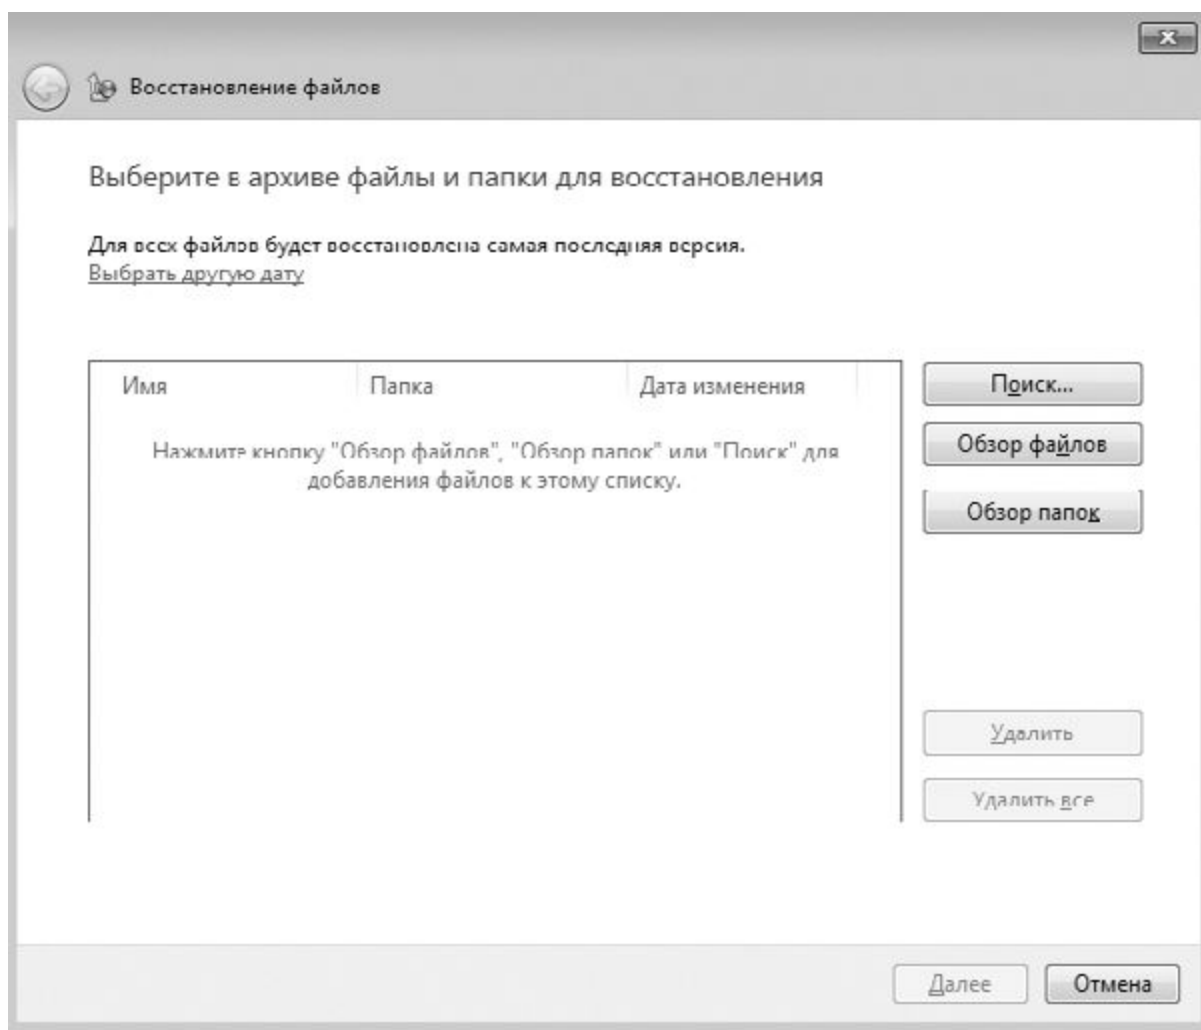 Восстановление файлов
Выберите в архиве файлы и папки для восстановления
Для всех файлов будет восстановлена самая последняя версия.
Выбрать другую дату
Имя Папка Дата изменения
Нажмите кнопку "Обзор файлов", "Обзор папок" или "Поиск" для
добавления файлов к этому списку.
Поиск...
Обзор файлов
Обзор папок
Удалить
Удалить все
Далее Отмена